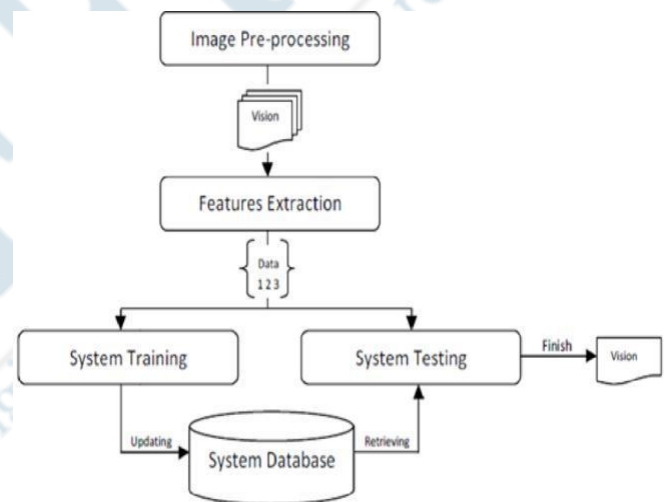 Image Pre-processing
Vision
Features Extraction
Data
1 2 3
System Training
System Testing
Finish
Vision
Updating
System Database
Retrieving